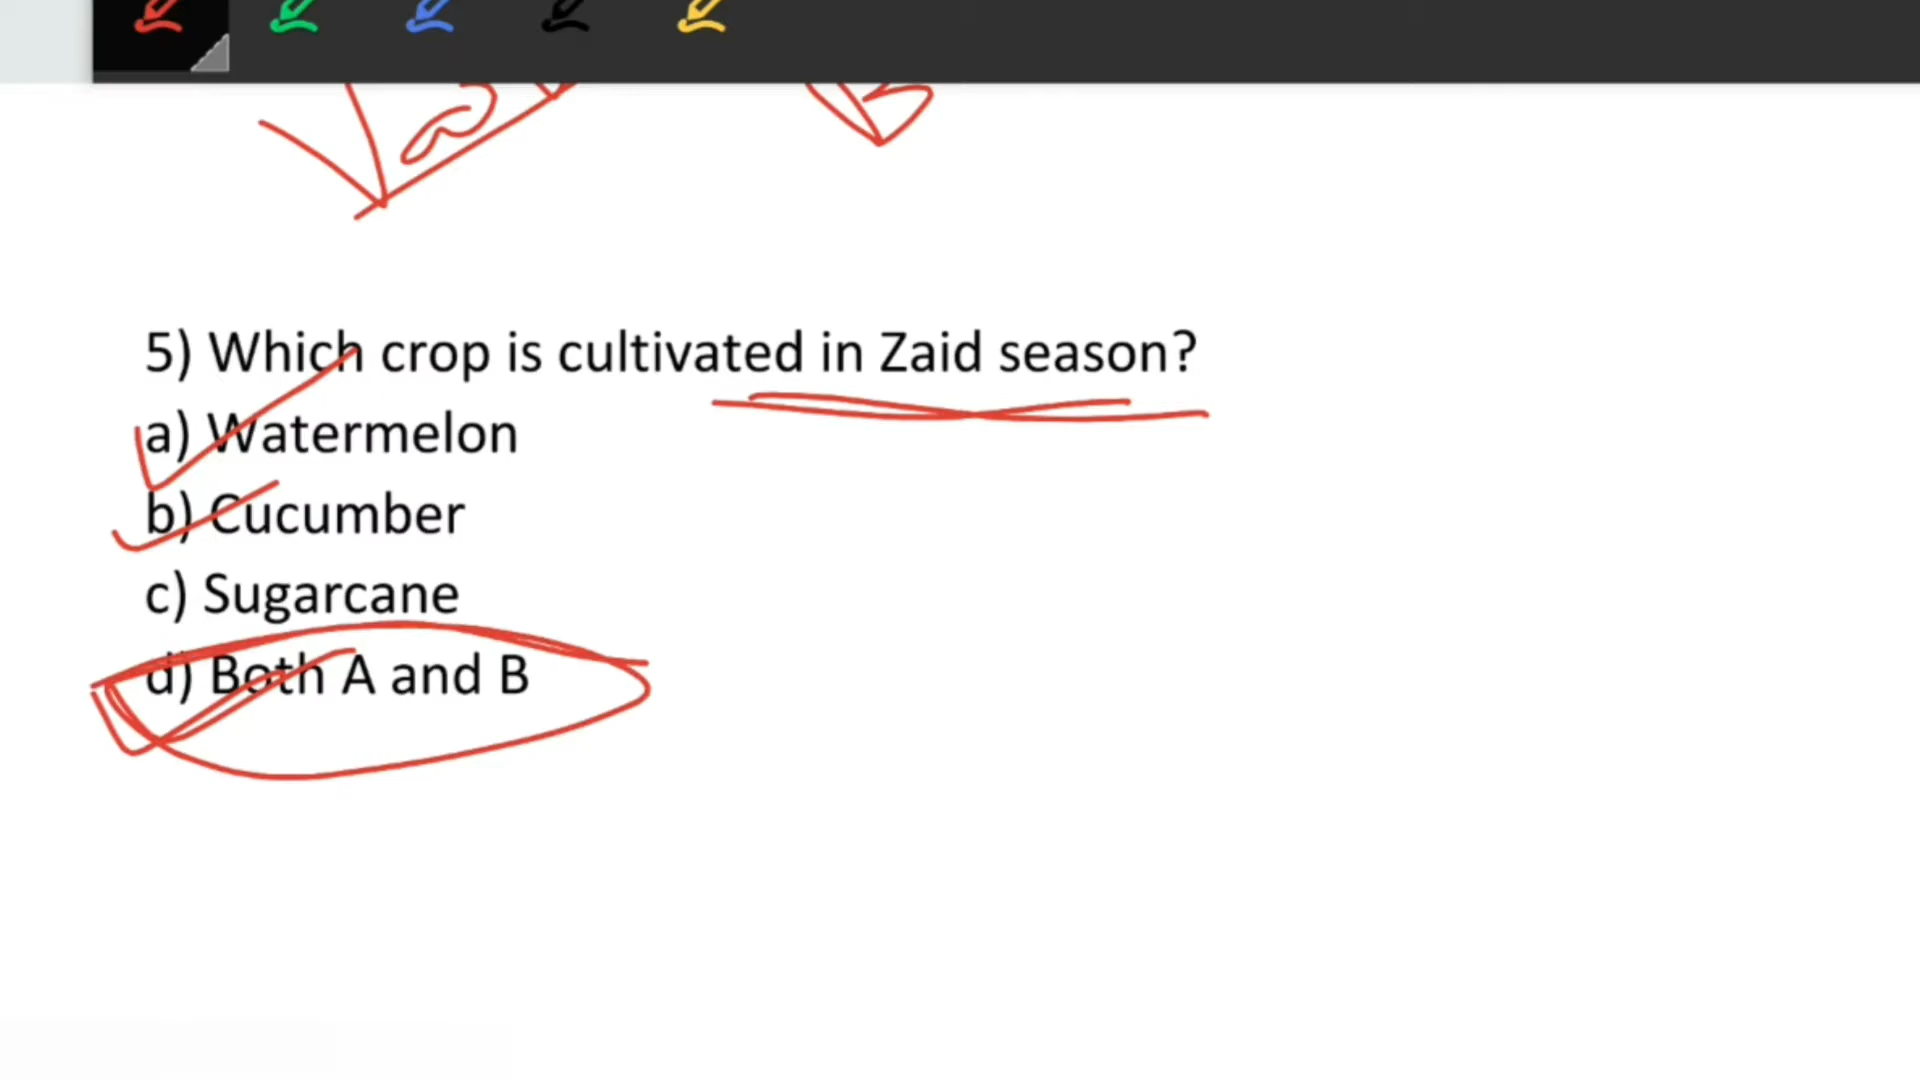 5) Which crop is cultivated in Zaid season?
a) Watermelon
b) Cucumber
c) Sugarcane
d) Both A and B